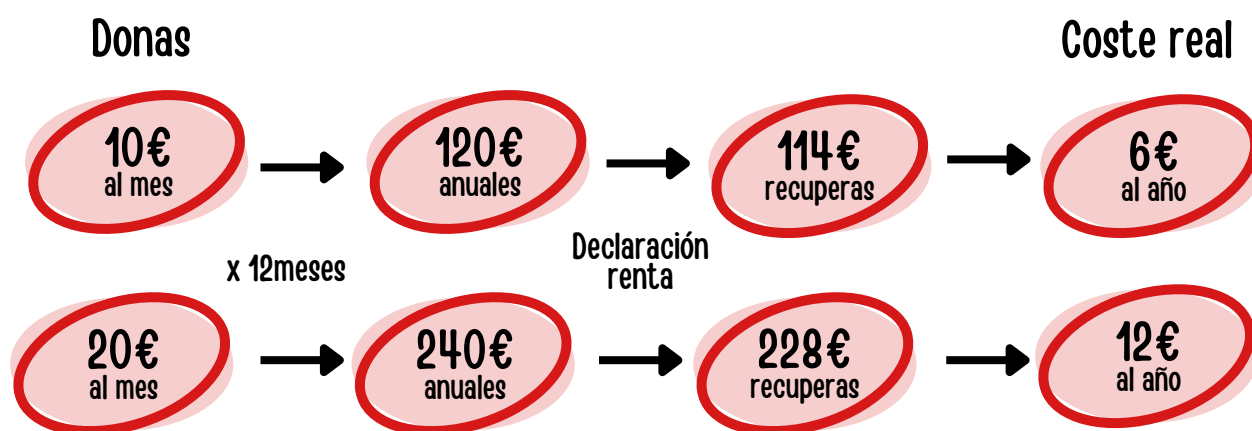 Donas
Coste real
10€
al mes
120€
anuales
114€
recuperas
6€
al año
x 12meses
Declaración
renta
20€
al mes
240€
anuales
228€
recuperas
12€
al año